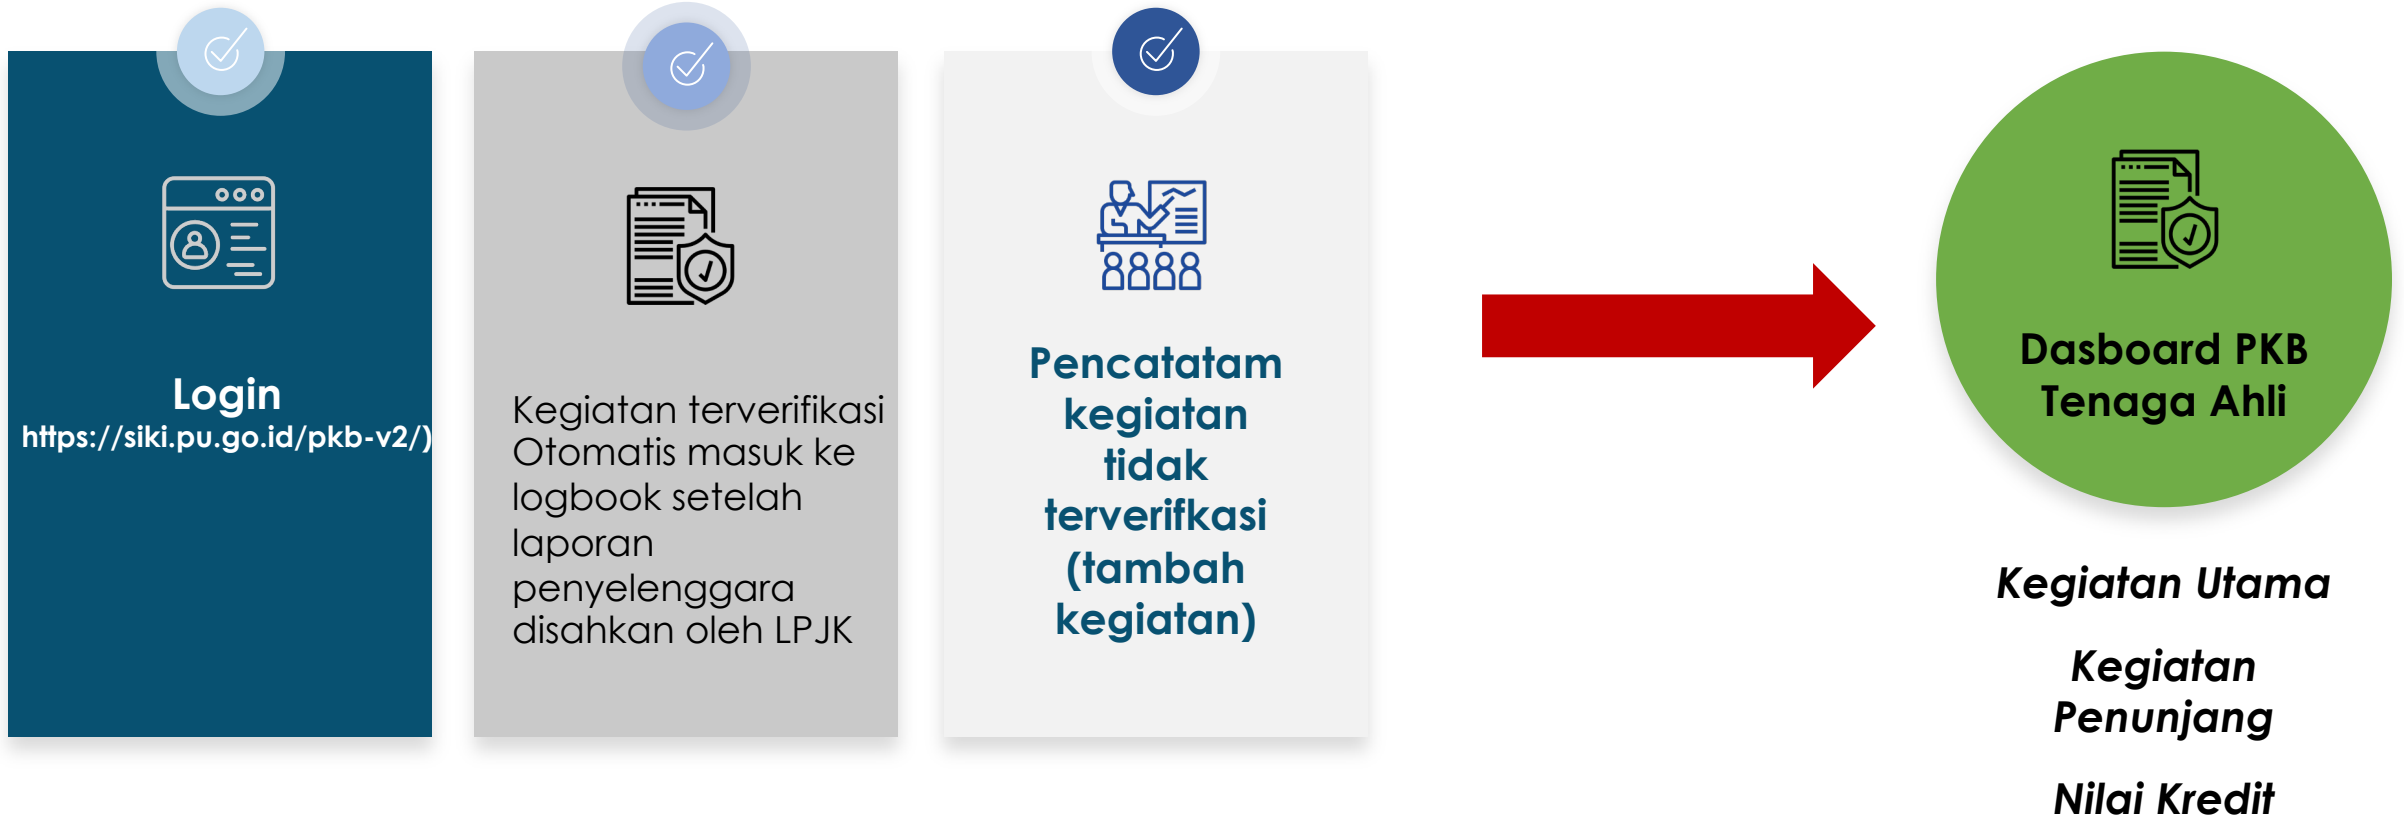 Login
https://siki.pu.go.id/pkb-v2/)
Kegiatan terverifikasi
Otomatis masuk ke
logbook setelah
laporan
penyelenggara
disahkan oleh LPJK
Pencatatam
kegiatan
tidak
terverifkasi
(tambah
kegiatan)
Dasboard PKB
Tenaga Ahli
Kegiatan Utama
Kegiatan
Penunjang
Nilai Kredit